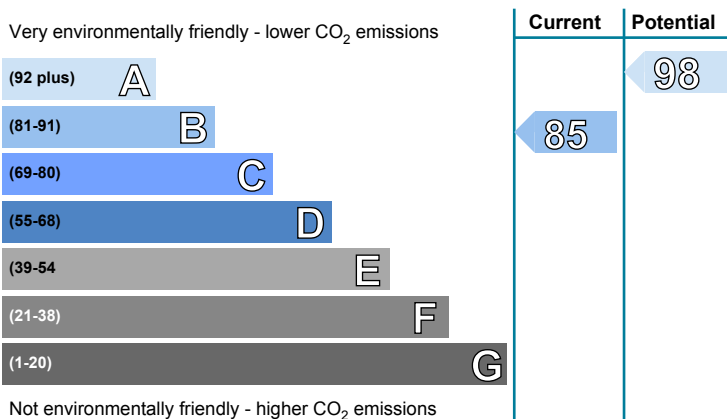 Current Potential
Very environmentally friendly - lower CO2 emissions
(92 plus) A 98
(81-91) B 85
(69-80) C
(55-68) D
(39-54 E
(21-38) F
(1-20) G
Not environmentally friendly - higher CO2 emissions